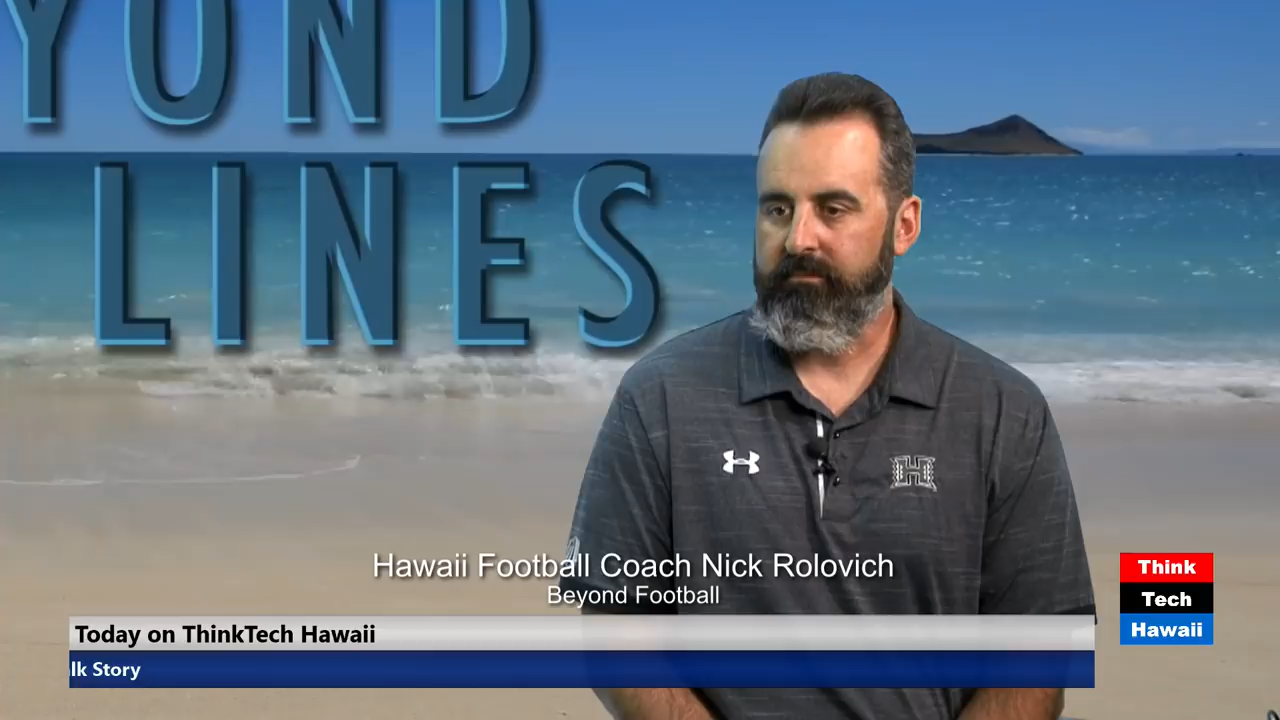 YOND
LINES
Hawaii Football Coach Nick Rolovich
Beyond Football
Today on ThinkTech Hawaii
lk Story
Think
Tech
Hawaii
H